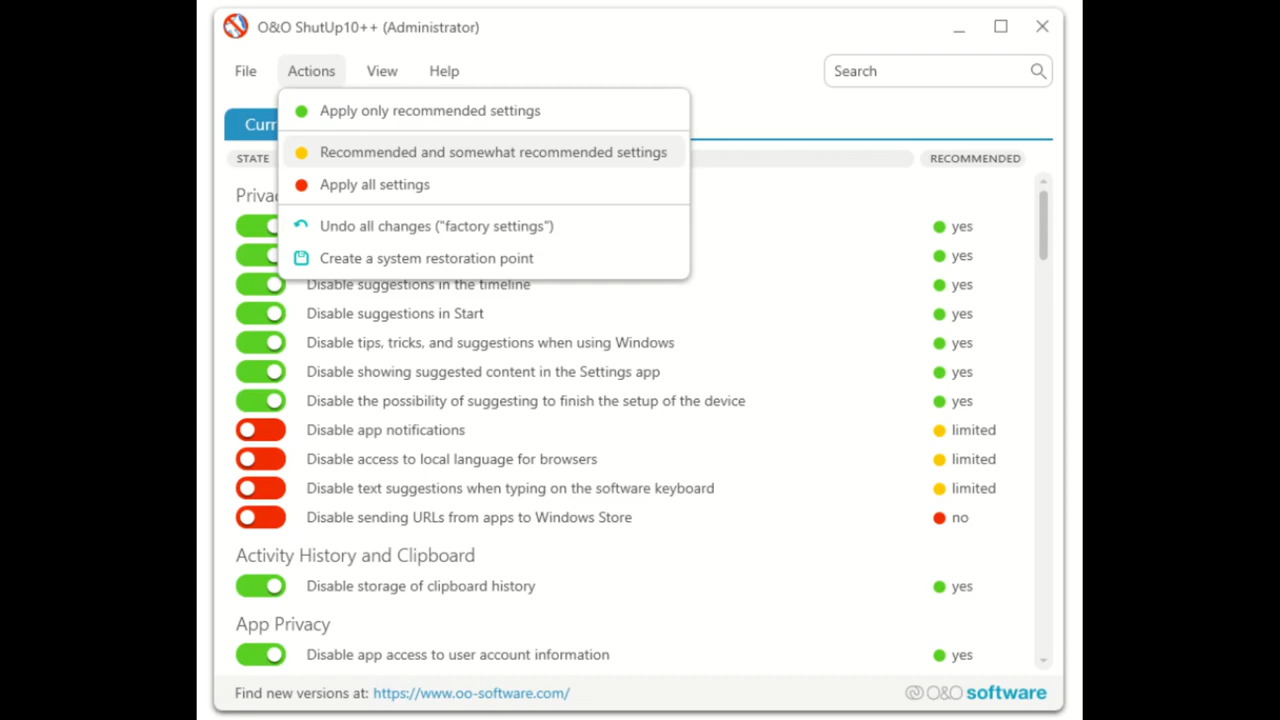 O&O ShutUp10++ (Administrator)
File Actions View Help Search
Apply only recommended settings
Recommended and somewhat recommended settings
Apply all settings
Undo all changes ("factory settings")
Create a system restoration point
STATE RECOMMENDED
yes
yes
Disable suggestions in the timeline yes
Disable suggestions in Start yes
Disable tips, tricks, and suggestions when using Windows yes
Disable showing suggested content in the Settings app yes
Disable the possibility of suggesting to finish the setup of the device yes
Disable app notifications limited
Disable access to local language for browsers limited
Disable text suggestions when typing on the software keyboard limited
Disable sending URLs from apps to Windows Store no
Activity History and Clipboard
Disable storage of clipboard history yes
App Privacy
Disable app access to user account information yes
Find new versions at: https://www.oo-software.com/ O&O software